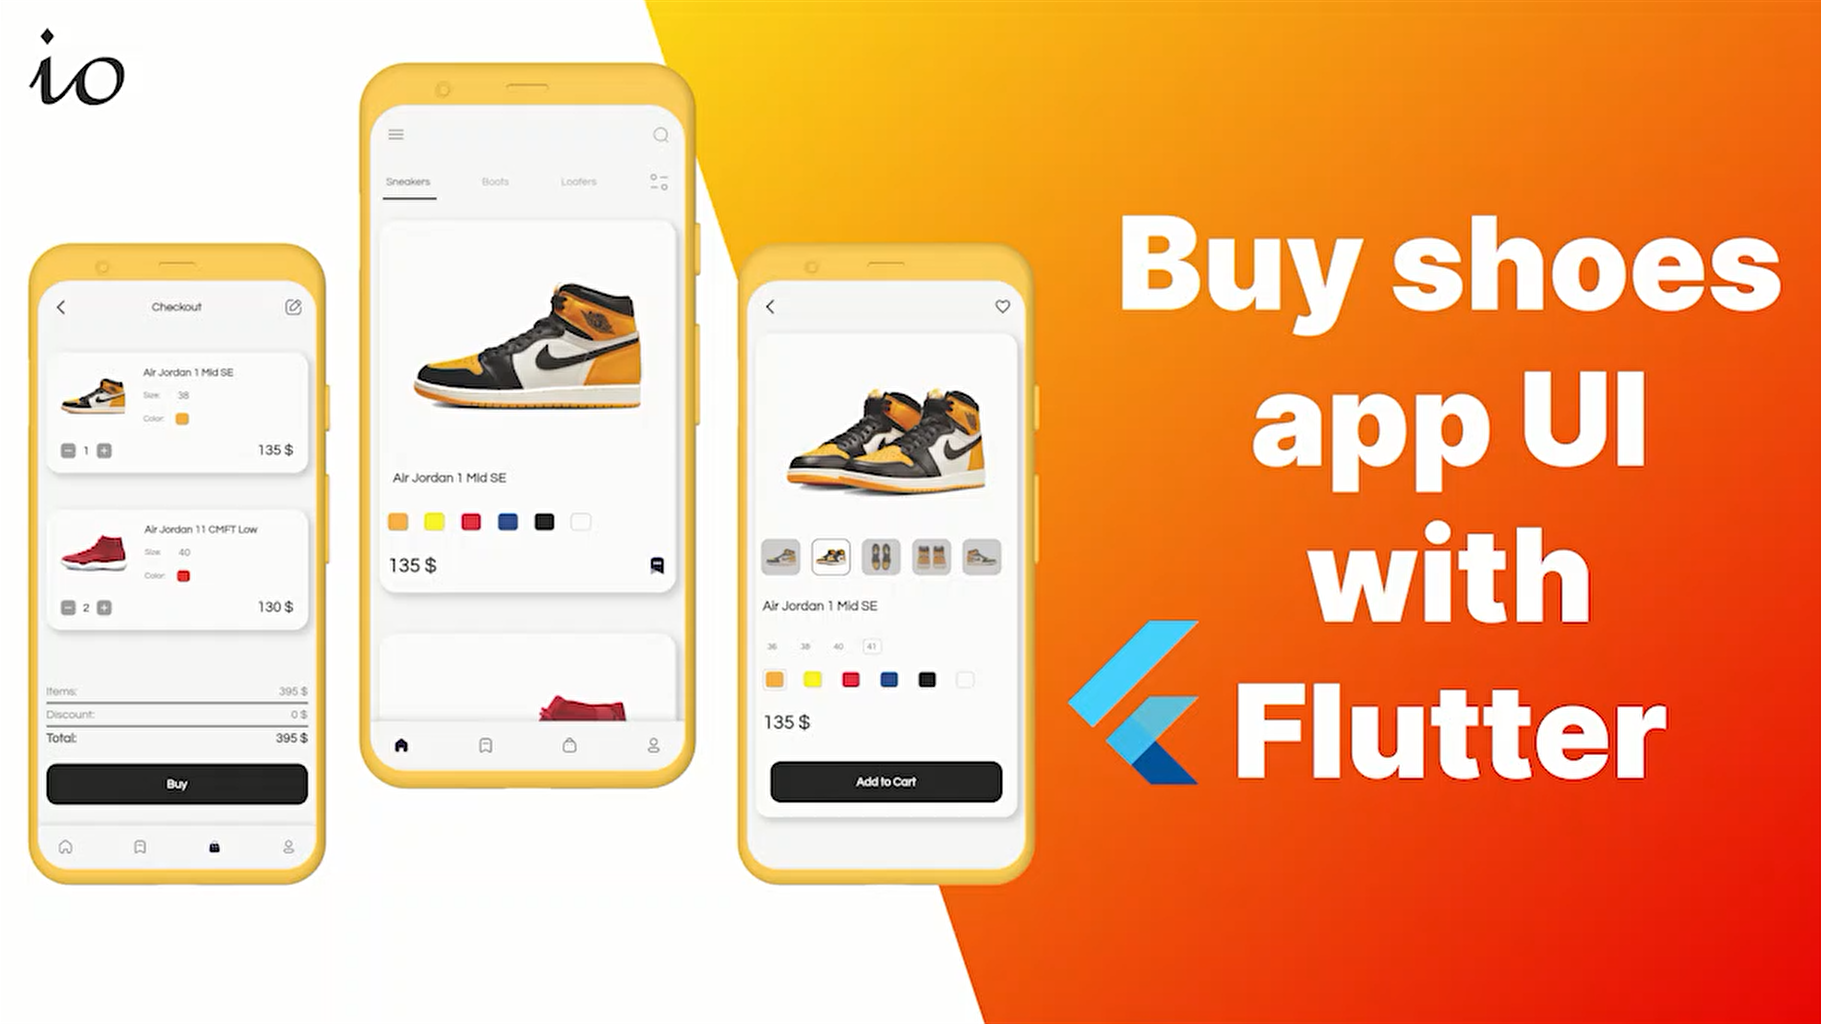 io
Checkout
Air Jordan 1 Mid SE
Size: 38
Color:
1
135 $
Air Jordan 11 CMFT Low
Size: 40
Color:
2
130 $
Items: 395 $
Discount: 0 $
Total: 395 $
Buy
Sneakers Boots Loafers
Air Jordan 1 Mid SE
135 $
Air Jordan 1 Mid SE
36 38 40 41
135 $
Add to Cart
Buy shoes
app UI
with
Flutter